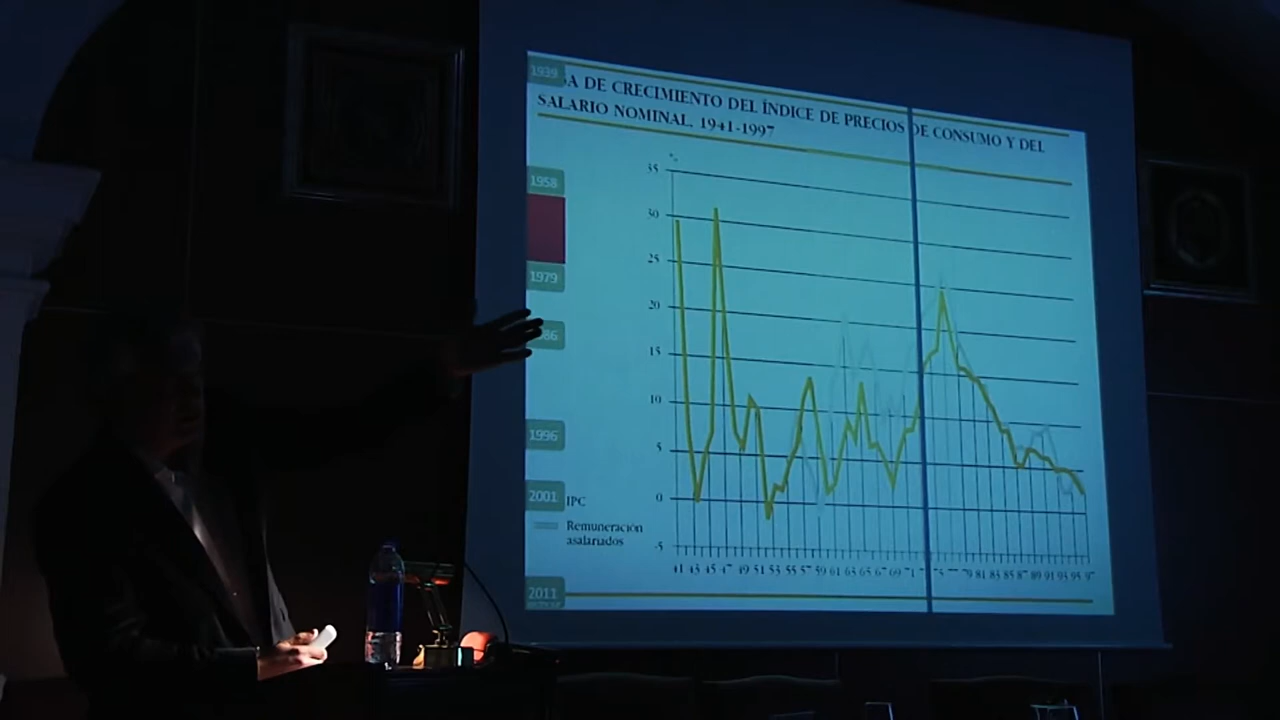 1939
A DE CRECIMIENTO DEL ÍNDICE DE PRECIOS DE CONSUMO Y DEL
SALARIO NOMINAL, 1941-1997
%
35
1958
30
25
1979
20
86
15
10
1996
5
2001
0
IPC
Remuneración
asalariados
-5
41 43 45 47 49 51 53 55 57 59 61 63 65 67 69 71 75 77 79 81 83 85 87 89 91 93 95 97
2011